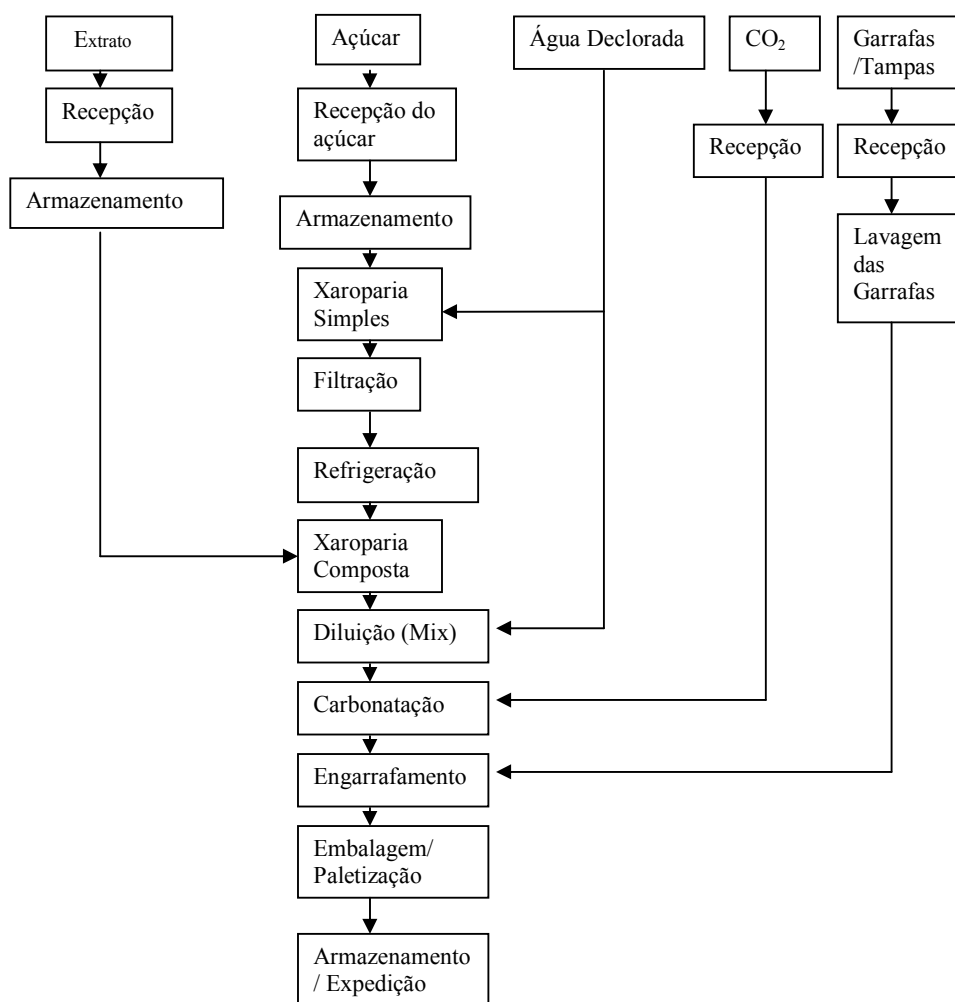 Extrato
Açúcar
Água Declorada
CO₂
Garrafas
/Tampas
Recepção
Recepção do
açúcar
Recepção
Recepção
Armazenamento
Armazenamento
Lavagem
das
Garrafas
Xaroparia
Simples
Filtração
Refrigeração
Xaroparia
Composta
Diluição (Mix)
Carbonatação
Engarrafamento
Embalagem/
Paletização
Armazenamento
/ Expedição